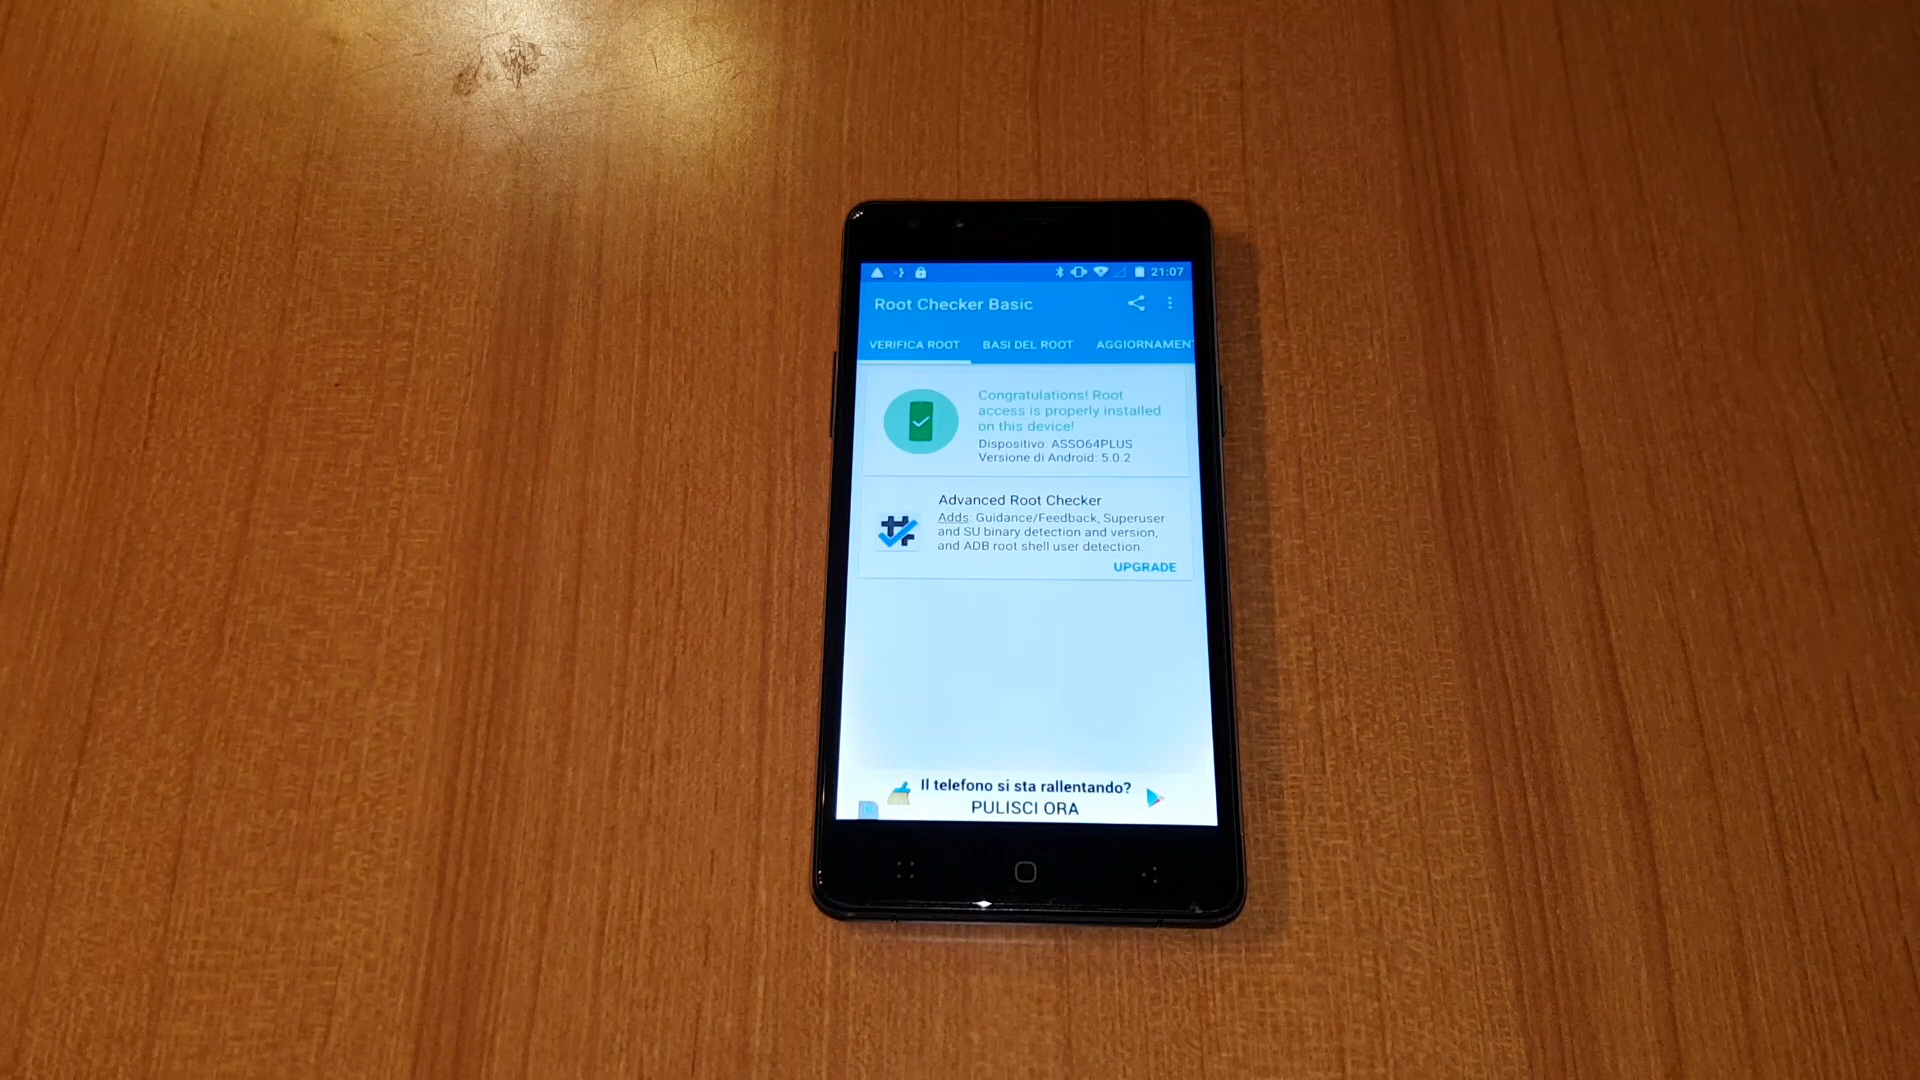 21:07
Root Checker Basic
VERIFICA ROOT BASI DEL ROOT AGGIORNAMEN
Congratulations! Root
access is properly installed
on this device!
Dispositivo: ASSO64PLUS
Versione di Android: 5.0.2
Advanced Root Checker
Adds: Guidance/Feedback, Superuser
and SU binary detection and version,
and ADB root shell user detection.
UPGRADE
Il telefono si sta rallentando?
PULISCI ORA